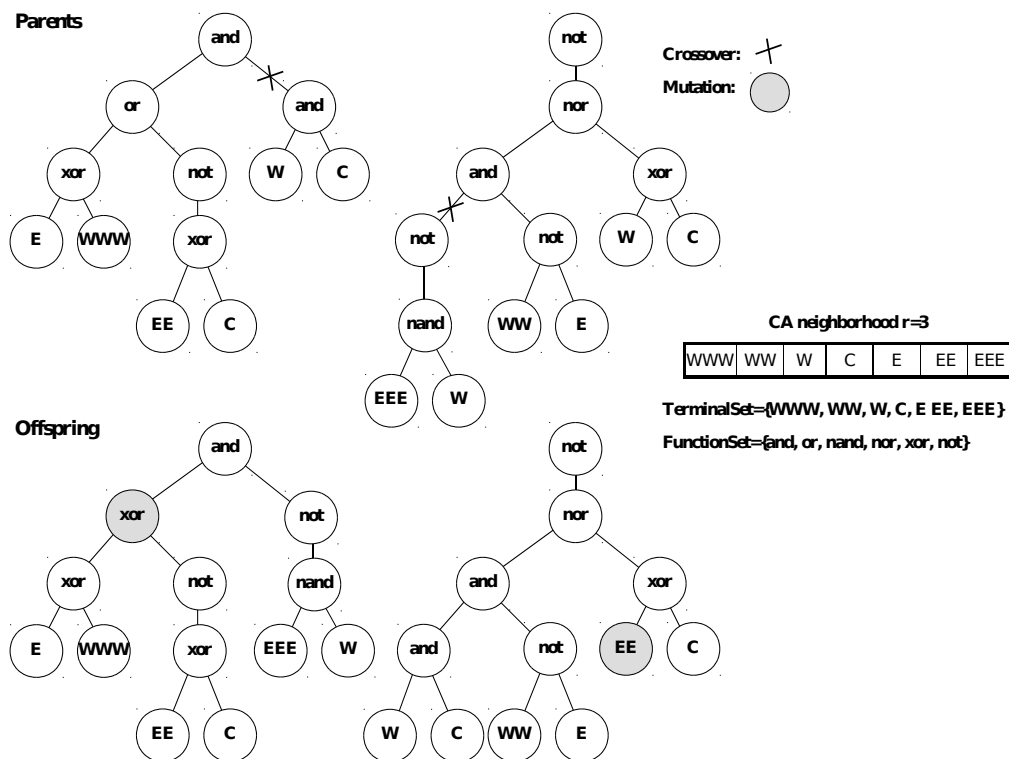 Parents
and
or
and
xor
not
W
C
E
WWW
xor
EE
C
not
nor
and
xor
not
not
W
C
nand
WW
E
EEE
W
Crossover:
Mutation:
CA neighborhood r=3
WWW WW W C E EE EEE
TerminalSet={WWW, WW, W, C, E EE, EEE}
FunctionSet={and, or, nand, nor, xor, not}
Offspring
and
xor
not
xor
not
nand
E
WWW
xor
EEE
W
EE
C
not
nor
and
xor
and
not
EE
C
W
C
WW
E